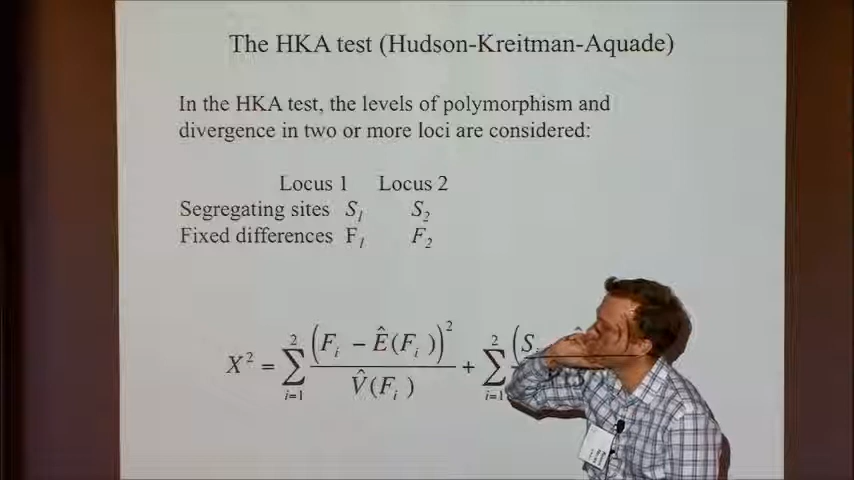 The HKA test (Hudson-Kreitman-Aquade)
In the HKA test, the levels of polymorphism and
divergence in two or more loci are considered:
Locus 1 Locus 2
Segregating sites S₁ S₂
Fixed differences F₁ F₂
X² = ∑ᵢ₌₁² (Fᵢ − Ê(Fᵢ))² / V̂(Fᵢ) + ∑ᵢ₌₁² (S